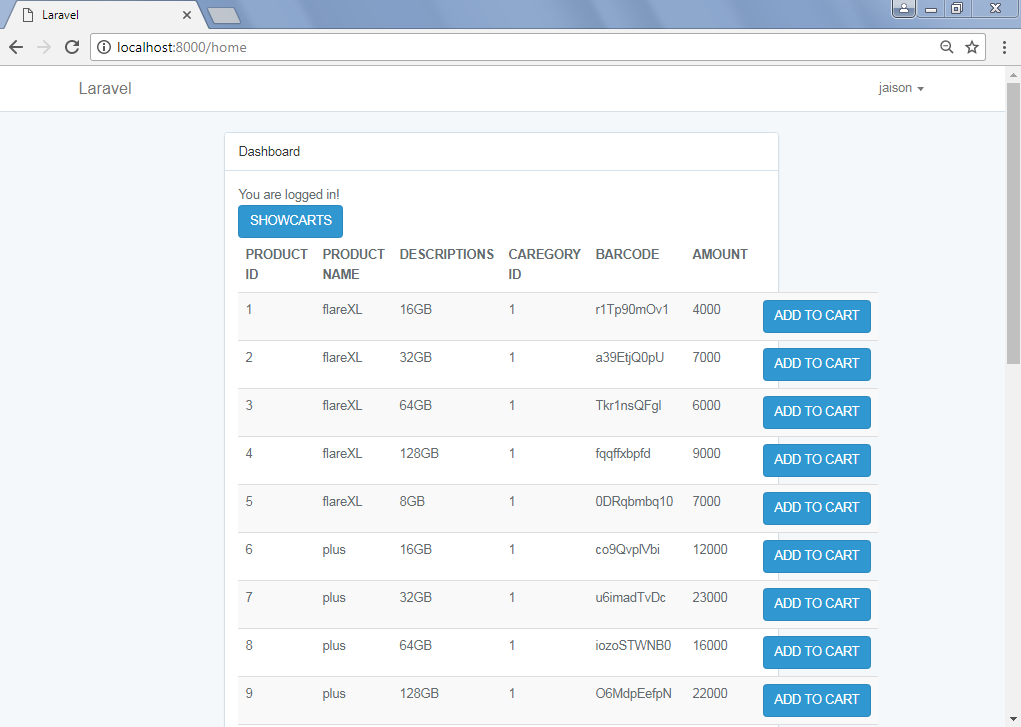 Laravel
localhost:8000/home
Laravel
jaison
Dashboard
You are logged in!
SHOWCARTS
PRODUCT ID PRODUCT NAME DESCRIPTIONS CAREGORY ID BARCODE AMOUNT
1 flareXL 16GB 1 r1Tp90mOv1 4000 ADD TO CART
2 flareXL 32GB 1 a39EtjQ0pU 7000 ADD TO CART
3 flareXL 64GB 1 Tkr1nsQFgl 6000 ADD TO CART
4 flareXL 128GB 1 fqqffxbpfd 9000 ADD TO CART
5 flareXL 8GB 1 0DRqbmbq10 7000 ADD TO CART
6 plus 16GB 1 co9QvplVbi 12000 ADD TO CART
7 plus 32GB 1 u6imadTvDc 23000 ADD TO CART
8 plus 64GB 1 iozoSTWNB0 16000 ADD TO CART
9 plus 128GB 1 O6MdpEefpN 22000 ADD TO CART